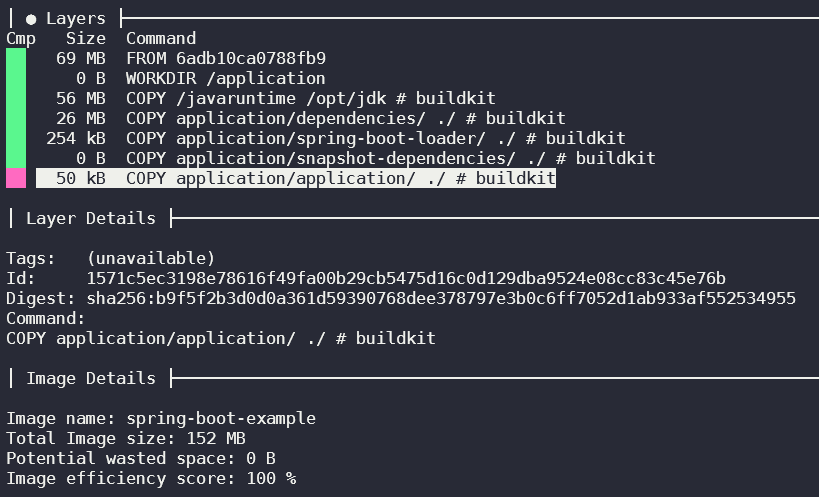 ● Layers
Cmp Size Command
69 MB FROM 6adb10ca0788fb9
0 B WORKDIR /application
56 MB COPY /javaruntime /opt/jdk # buildkit
26 MB COPY application/dependencies/ ./ # buildkit
254 kB COPY application/spring-boot-loader/ ./ # buildkit
0 B COPY application/snapshot-dependencies/ ./ # buildkit
50 kB COPY application/application/ ./ # buildkit
Layer Details
Tags: (unavailable)
Id: 1571c5ec3198e78616f49fa00b29cb5475d16c0d129dba9524e08cc83c45e76b
Digest: sha256:b9f5f2b3d0d0a361d59390768dee378797e3b0c6ff7052d1ab933af552534955
Command:
COPY application/application/ ./ # buildkit
Image Details
Image name: spring-boot-example
Total Image size: 152 MB
Potential wasted space: 0 B
Image efficiency score: 100 %